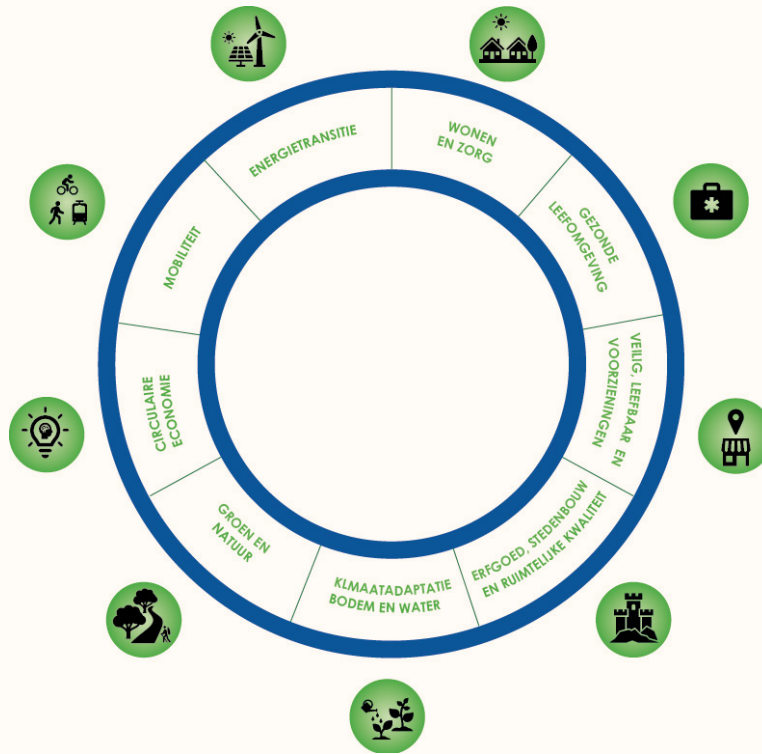 WONEN
EN ZORG
GEZONDE
LEEFOMGEVING
VEILIG, LEEFBAAR EN
VOORZIENINGEN
ERFGOED, STEDENBOUW
EN RUIMTELIJKE KWALITEIT
KLMAATADAPTATIE
BODEM EN WATER
GROEN EN
NATUUR
CIRCULAIRE
ECONOMIE
MOBILITEIT
ENERGIETRANSITIE